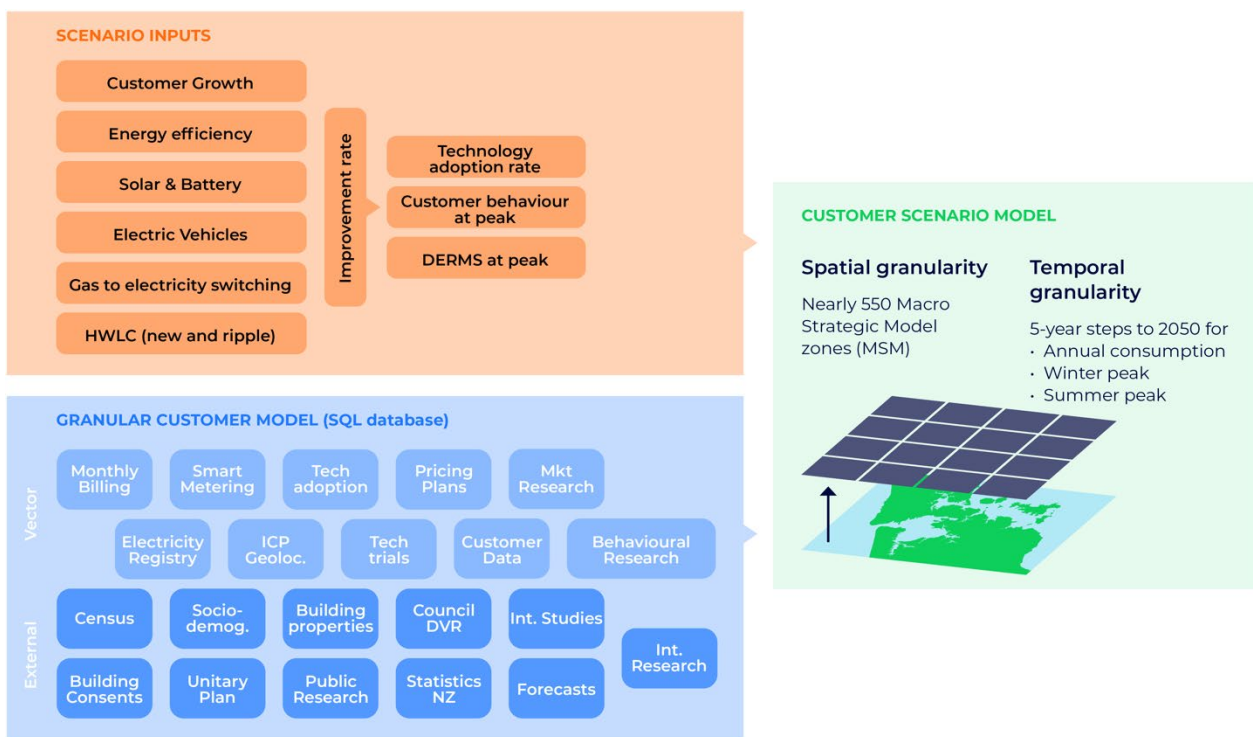 SCENARIO INPUTS
Customer Growth
Energy efficiency
Solar & Battery
Electric Vehicles
Gas to electricity switching
HWLC (new and ripple)
Improvement rate
Technology
adoption rate
Customer behaviour
at peak
DERMS at peak
GRANULAR CUSTOMER MODEL (SQL database)
Vector
Monthly
Billing
Smart
Metering
Tech
adoption
Pricing
Plans
Mkt
Research
Electricity
Registry
ICP
Geoloc.
Tech
trials
Customer
Data
Behavioural
Research
External
Census
Socio-
demog.
Building
properties
Council
DVR
Int. Studies
Int.
Research
Building
Consents
Unitary
Plan
Public
Research
Statistics
NZ
Forecasts
CUSTOMER SCENARIO MODEL
Spatial granularity
Nearly 550 Macro
Strategic Model
zones (MSM)
Temporal
granularity
5-year steps to 2050 for
· Annual consumption
· Winter peak
· Summer peak